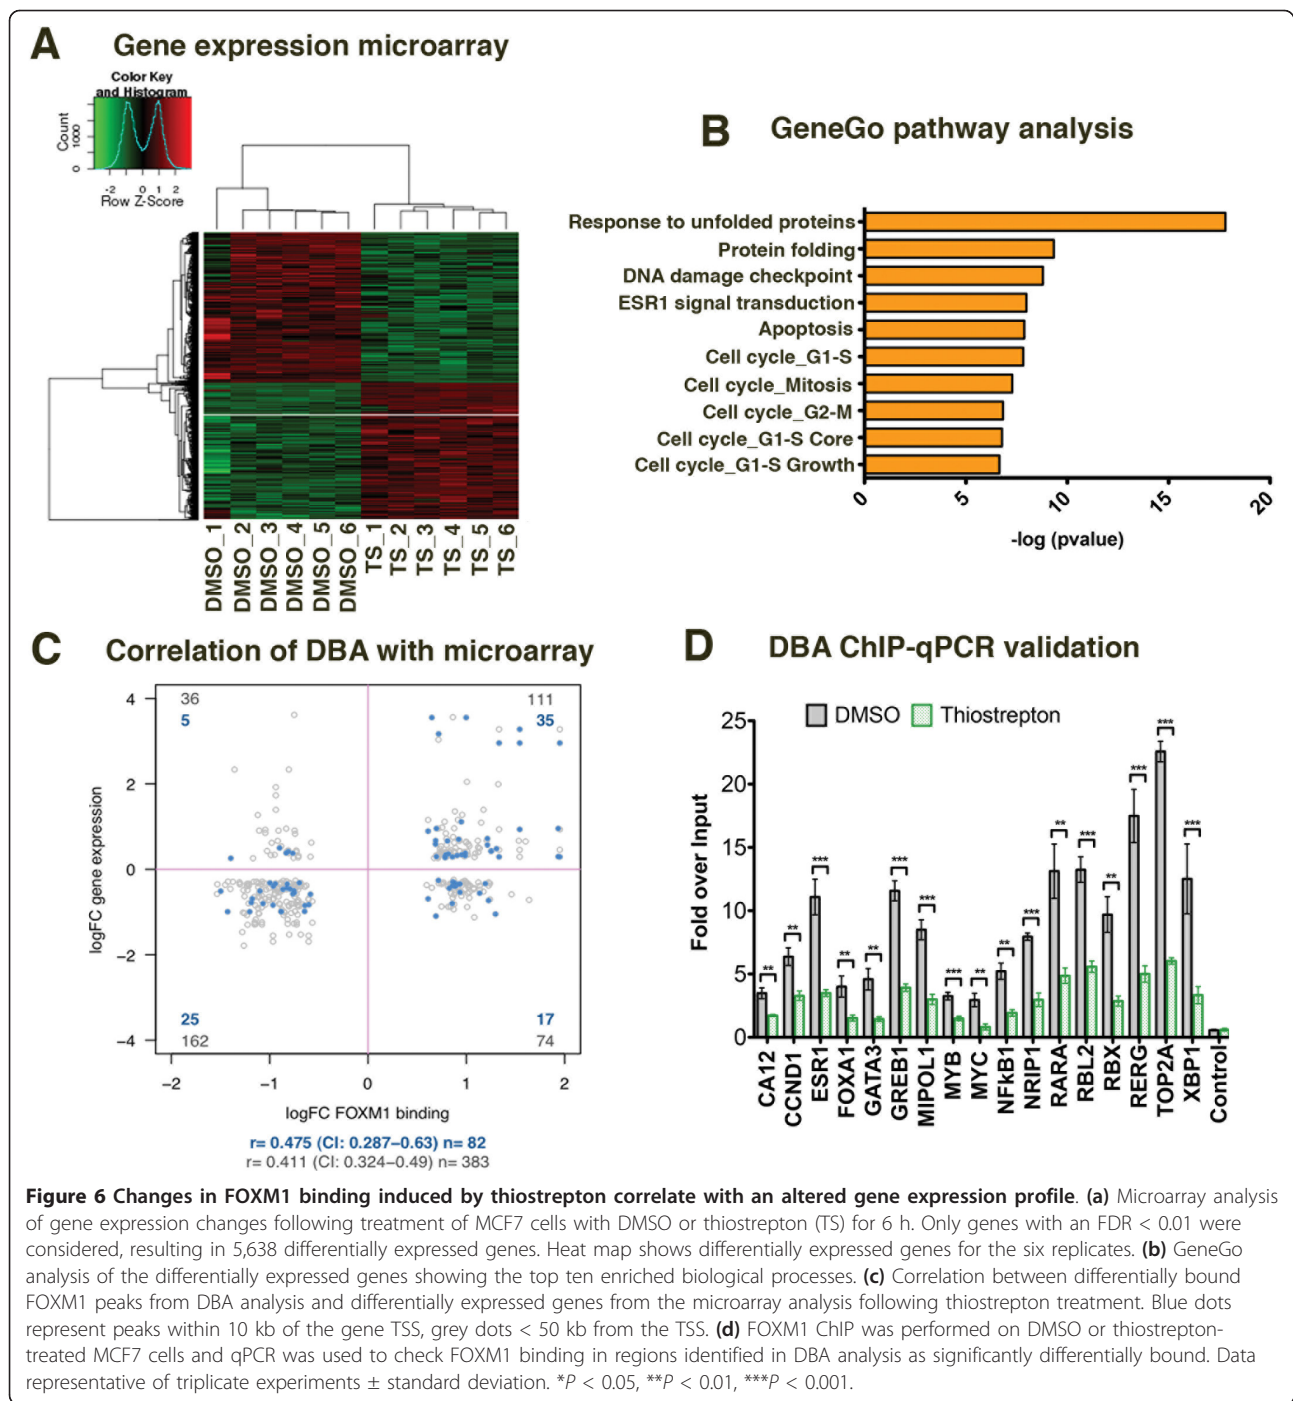 A Gene expression microarray
Color Key
and Histogram
Count
0 1000
-2 0 1 2
Row Z-Score
DMSO_1
DMSO_2
DMSO_3
DMSO_4
DMSO_5
DMSO_6
TS_1
TS_2
TS_3
TS_4
TS_5
TS_6
B GeneGo pathway analysis
Response to unfolded proteins
Protein folding
DNA damage checkpoint
ESR1 signal transduction
Apoptosis
Cell cycle_G1-S
Cell cycle_Mitosis
Cell cycle_G2-M
Cell cycle_G1-S Core
Cell cycle_G1-S Growth
0 5 10 15 20
-log (pvalue)
C Correlation of DBA with microarray
logFC gene expression
4
2
0
−2
−4
36
5
111
35
25
162
17
74
−2 −1 0 1 2
logFC FOXM1 binding
r= 0.475 (CI: 0.287–0.63) n= 82
r= 0.411 (CI: 0.324–0.49) n= 383
D DBA ChIP-qPCR validation
DMSO Thiostrepton
Fold over Input
25
20
15
10
5
0
** ** *** ** ** *** *** *** ** ** *** ** *** ** *** *** ***
CA12
CCND1
ESR1
FOXA1
GATA3
GREB1
MIPOL1
MYB
MYC
NFkB1
NRIP1
RARA
RBL2
RBX
RERG
TOP2A
XBP1
Control
Figure 6 Changes in FOXM1 binding induced by thiostrepton correlate with an altered gene expression profile. (a) Microarray analysis
of gene expression changes following treatment of MCF7 cells with DMSO or thiostrepton (TS) for 6 h. Only genes with an FDR < 0.01 were
considered, resulting in 5,638 differentially expressed genes. Heat map shows differentially expressed genes for the six replicates. (b) GeneGo
analysis of the differentially expressed genes showing the top ten enriched biological processes. (c) Correlation between differentially bound
FOXM1 peaks from DBA analysis and differentially expressed genes from the microarray analysis following thiostrepton treatment. Blue dots
represent peaks within 10 kb of the gene TSS, grey dots < 50 kb from the TSS. (d) FOXM1 ChIP was performed on DMSO or thiostrepton-
treated MCF7 cells and qPCR was used to check FOXM1 binding in regions identified in DBA analysis as significantly differentially bound. Data
representative of triplicate experiments ± standard deviation. *P < 0.05, **P < 0.01, ***P < 0.001.